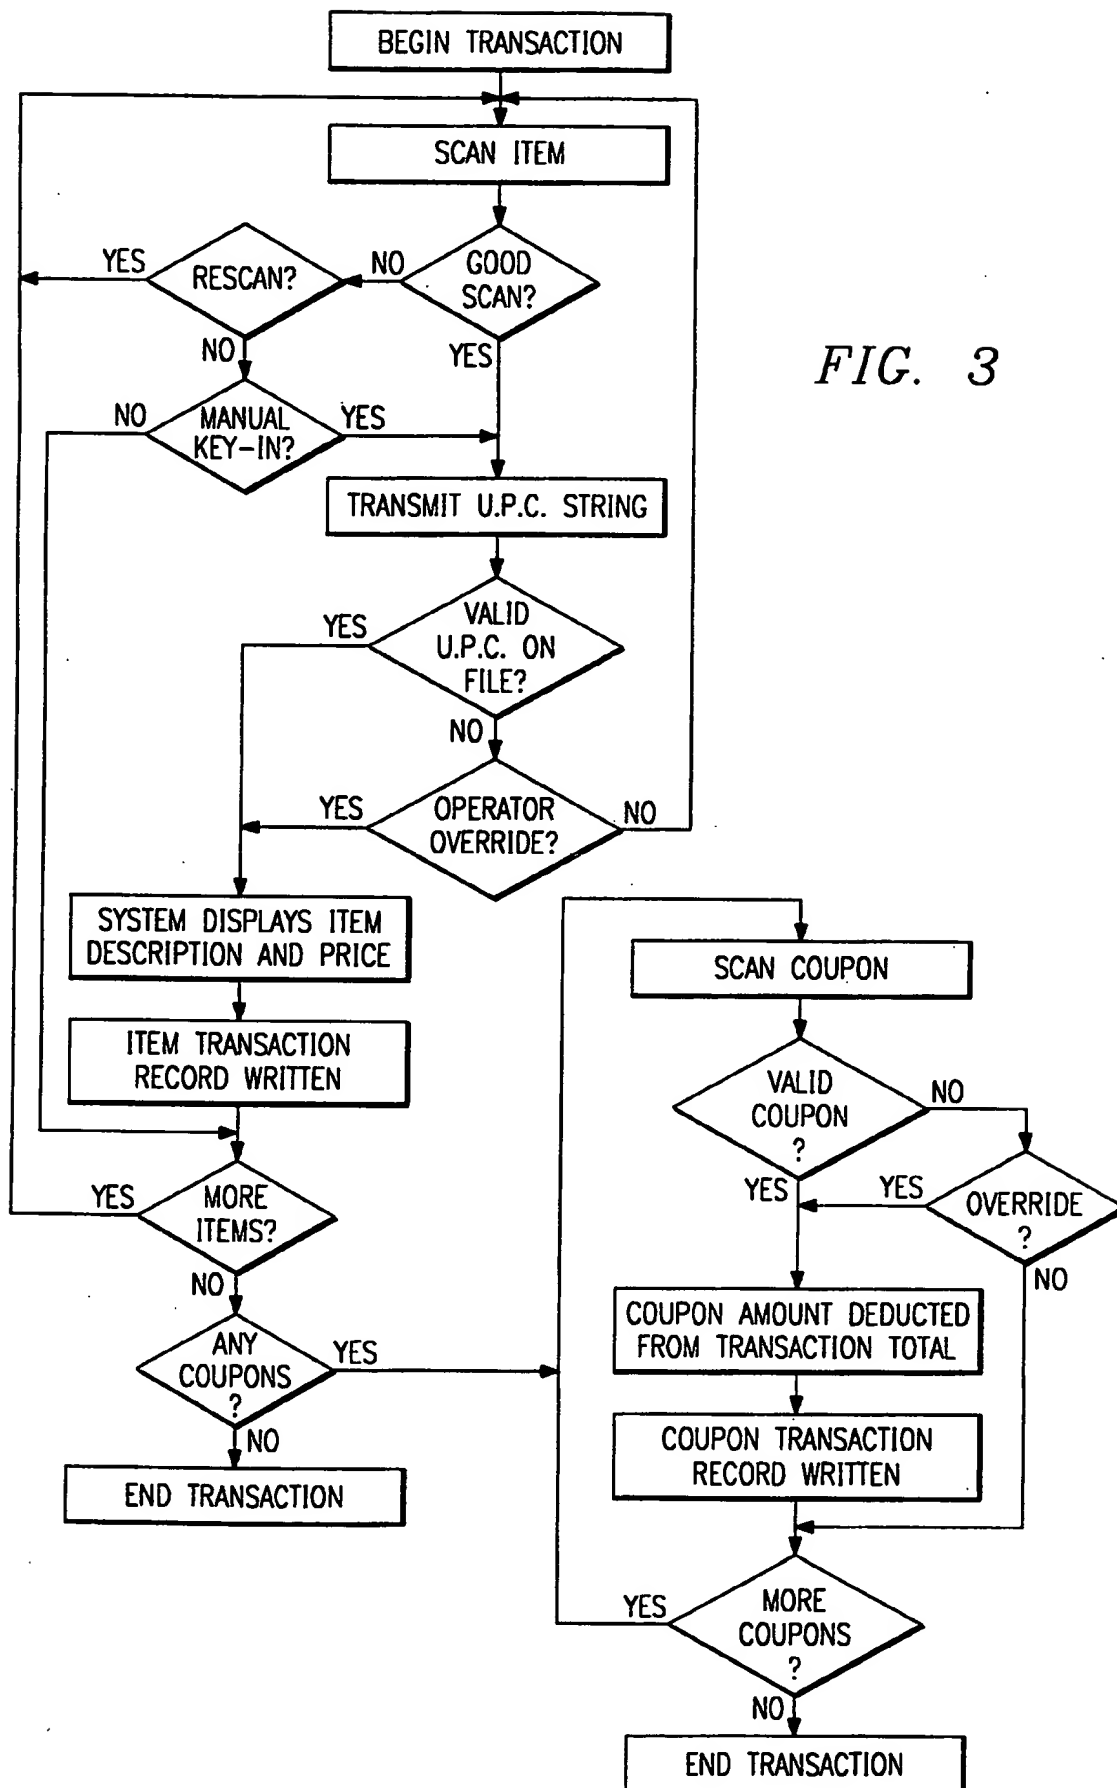 BEGIN TRANSACTION
SCAN ITEM
YES
RESCAN?
NO
GOOD
SCAN?
NO
YES
FIG. 3
NO
MANUAL
KEY-IN?
YES
TRANSMIT U.P.C. STRING
YES
VALID
U.P.C. ON
FILE?
NO
YES
OPERATOR
OVERRIDE?
NO
SYSTEM DISPLAYS ITEM
DESCRIPTION AND PRICE
ITEM TRANSACTION
RECORD WRITTEN
YES
MORE
ITEMS?
NO
ANY
COUPONS
?
YES
NO
END TRANSACTION
SCAN COUPON
VALID
COUPON
?
NO
YES
YES
OVERRIDE
?
NO
COUPON AMOUNT DEDUCTED
FROM TRANSACTION TOTAL
COUPON TRANSACTION
RECORD WRITTEN
YES
MORE
COUPONS
?
NO
END TRANSACTION